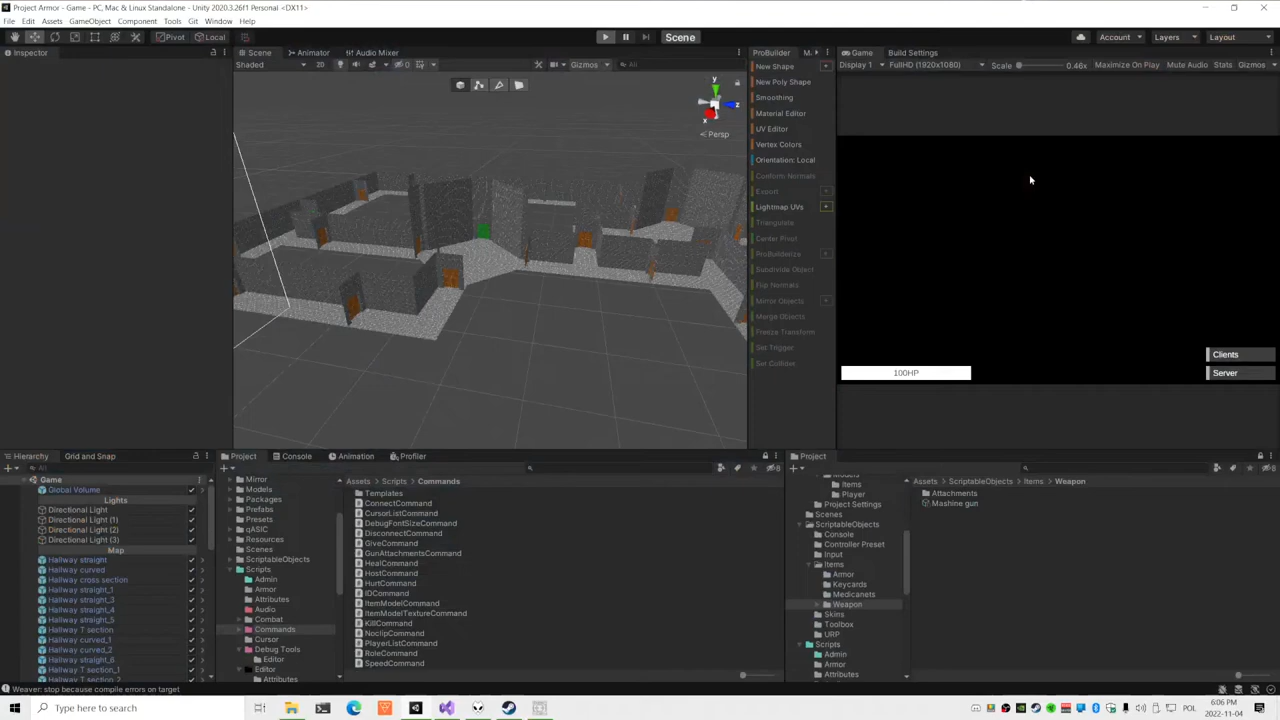 Project Armor - Game - PC, Mac & Linux Standalone - Unity 2020.3.26f1 Personal <DX11>
File Edit Assets GameObject Component Tools Git Window Help
Pivot Local Scene Account Layers Layout
Inspector Scene Animator Audio Mixer ProBuilder M Game Build Settings
Shaded 2D 0 Gizmos All Display 1 FullHD (1920x1080) Scale 0.46x Maximize On Play Mute Audio Stats Gizmos
New Shape
New Poly Shape
Smoothing
Material Editor
UV Editor
Vertex Colors
Orientation: Local
Conform Normals
Export
Lightmap UVs
Triangulate
Center Pivot
ProBuilderize
Subdivide Object
Flip Normals
Mirror Objects
Merge Objects
Freeze Transform
Set Trigger
Set Collider
y
z
x
Persp
Clients
100HP
Server
Hierarchy Grid and Snap
All
Game
Global Volume
Lights
Directional Light
Directional Light (1)
Directional Light (2)
Directional Light (3)
Map
Hallway straight
Hallway curved
Hallway cross section
Hallway straight_1
Hallway straight_3
Hallway straight_4
Hallway straight_5
Hallway T section
Hallway curved_1
Hallway curved_2
Hallway straight_6
Hallway T section_1
Hallway T section_2
Project Console Animation Profiler
8
Mirror
Models
Packages
Prefabs
Presets
qASIC
Resources
Scenes
ScriptableObjects
Scripts
Admin
Armor
Attributes
Audio
Combat
Commands
Cursor
Debug Tools
Editor
Editor
Attributes
Assets Scripts Commands
Templates
ConnectCommand
CursorListCommand
DebugFontSizeCommand
DisconnectCommand
GiveCommand
GunAttachmentsCommand
HealCommand
HostCommand
HurtCommand
IDCommand
ItemModelCommand
ItemModelTextureCommand
KillCommand
NoclipCommand
PlayerListCommand
RoleCommand
SpeedCommand
Project
8
Models
Items
Player
Project Settings
Scenes
ScriptableObjects
Console
Controller Preset
Input
Items
Armor
Keycards
Medicanets
Weapon
Skins
Toolbox
URP
Scripts
Admin
Armor
Attributes
Assets ScriptableObjects Items Weapon
Attachments
Mashine gun
Weaver: stop because compile errors on target
Type here to search
POL
6:06 PM
2022-11-04